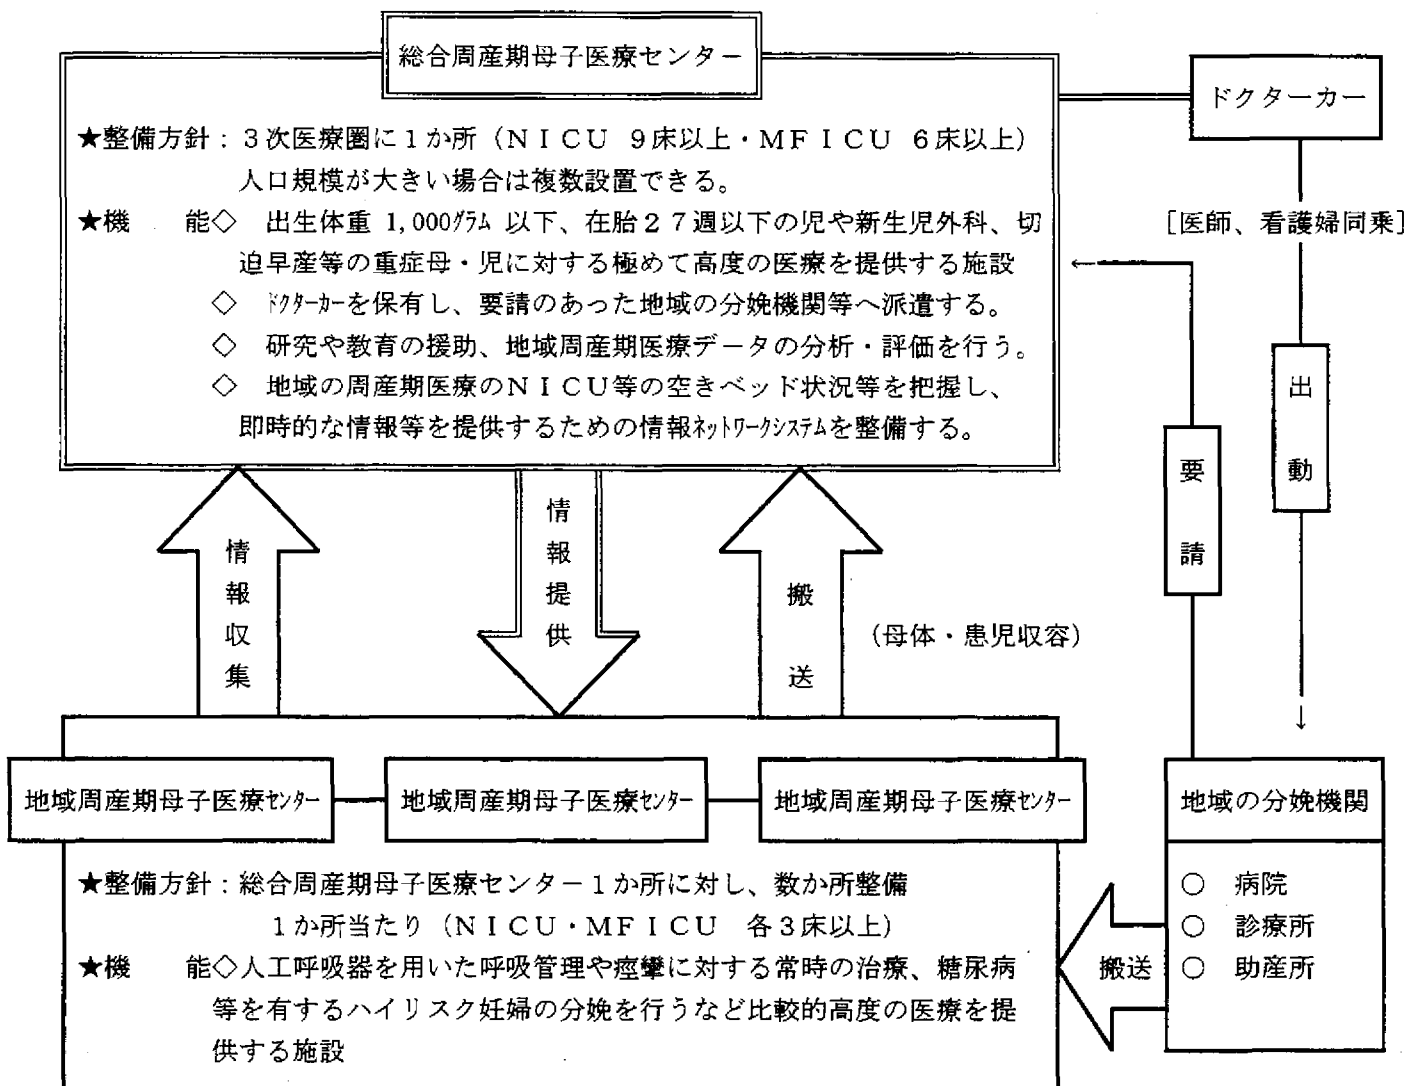 総合周産期母子医療センター
★整備方針：３次医療圏に１か所（ＮＩＣＵ ９床以上・ＭＦＩＣＵ ６床以上）
人口規模が大きい場合は複数設置できる。
★機　　能◇　出生体重 1,000グラム 以下、在胎２７週以下の児や新生児外科、切
迫早産等の重症母・児に対する極めて高度の医療を提供する施設
◇　ドクターカーを保有し、要請のあった地域の分娩機関等へ派遣する。
◇　研究や教育の援助、地域周産期医療データの分析・評価を行う。
◇　地域の周産期医療のＮＩＣＵ等の空きベッド状況等を把握し、
即時的な情報等を提供するための情報ネットワークシステムを整備する。
ドクターカー
[医師、看護婦同乗]
出動
要請
情報収集
情報提供
搬送
(母体・患児収容)
地域周産期母子医療センター
地域周産期母子医療センター
地域周産期母子医療センター
★整備方針：総合周産期母子医療センター１か所に対し、数か所整備
１か所当たり（ＮＩＣＵ・ＭＦＩＣＵ　各３床以上）
★機　　能◇人工呼吸器を用いた呼吸管理や痙攣に対する常時の治療、糖尿病
等を有するハイリスク妊婦の分娩を行うなど比較的高度の医療を提
供する施設
地域の分娩機関
○　病院
○　診療所
○　助産所
搬送